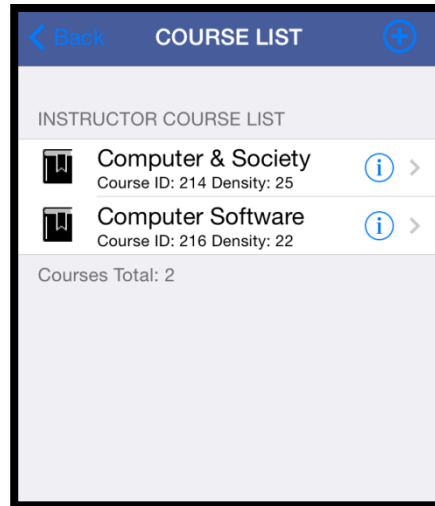 Back COURSE LIST
INSTRUCTOR COURSE LIST
Computer & Society
Course ID: 214 Density: 25
Computer Software
Course ID: 216 Density: 22
Courses Total: 2